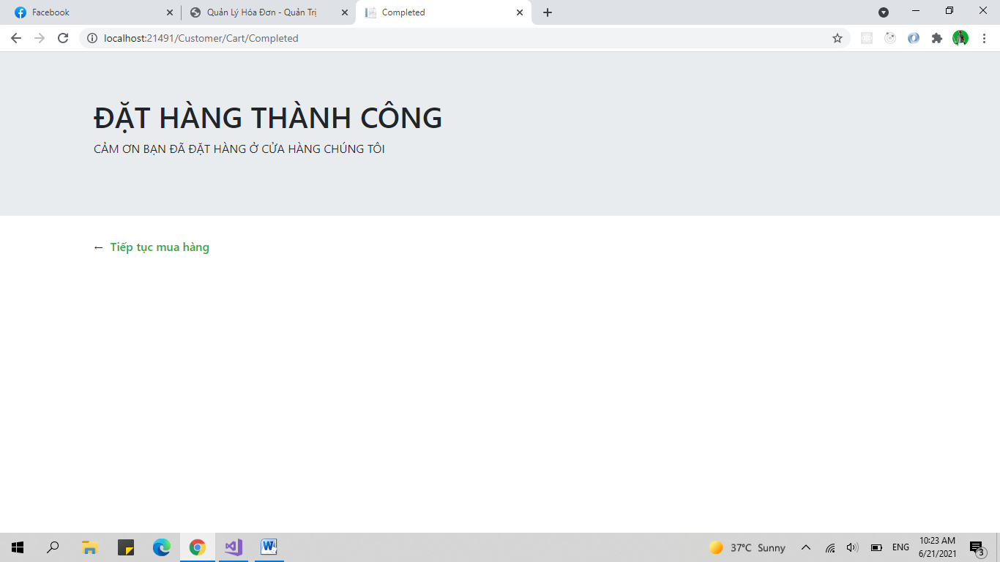 Facebook
Quản Lý Hóa Đơn - Quản Trị
Completed
localhost:21491/Customer/Cart/Completed
ĐẶT HÀNG THÀNH CÔNG
CẢM ƠN BẠN ĐÃ ĐẶT HÀNG Ở CỬA HÀNG CHÚNG TÔI
← Tiếp tục mua hàng
37°C Sunny
ENG
10:23 AM
6/21/2021
3